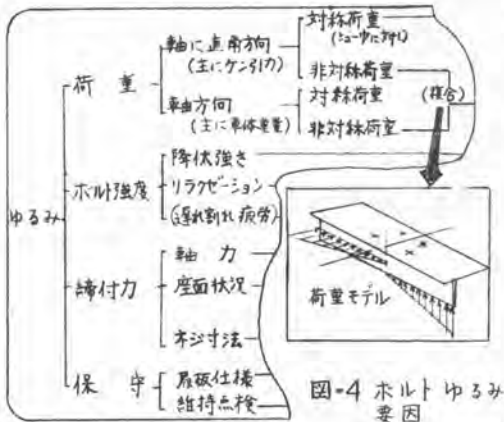 対称荷重
軸に直角方向
(主にケン引力)
荷重
非対称荷重
(複合)
軸方向
対称荷重
(主に車体重量)
非対称荷重
降伏強さ
ボルト強度
リラクゼーション
(遅れ割れ 疲労)
ゆるみ
軸力
締付力
座面状況
荷重モデル
ネジ寸法
保守
履板仕様
維持点検
図-4 ボルトゆるみ
要因